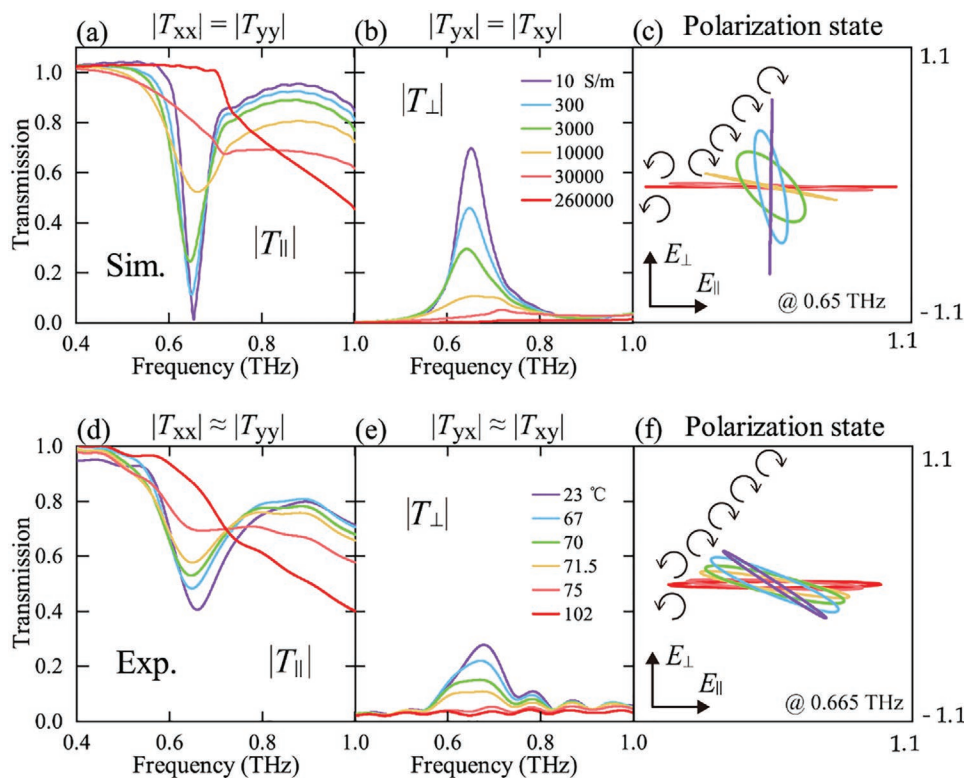 (a) |Txx| = |Tyy|
(b) |Tyx| = |Txy|
(c) Polarization state
Transmission
1.0
0.8
0.6
0.4
0.2
0.0
Sim.
|T∥|
0.4 0.6 0.8 1.0
Frequency (THz)
|T⊥|
10 S/m
300
3000
10000
30000
260000
0.4 0.6 0.8 1.0
Frequency (THz)
1.1
E⊥
E∥
@ 0.65 THz
-1.1
1.1
(d) |Txx| ≈ |Tyy|
(e) |Tyx| ≈ |Txy|
(f) Polarization state
Transmission
1.0
0.8
0.6
0.4
0.2
0.0
Exp.
|T∥|
0.4 0.6 0.8 1.0
Frequency (THz)
|T⊥|
23 ℃
67
70
71.5
75
102
0.4 0.6 0.8 1.0
Frequency (THz)
1.1
E⊥
E∥
@ 0.665 THz
-1.1
1.1